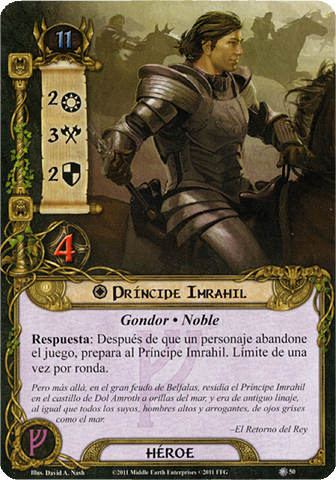 11
2
3
2
4
Príncipe Imrahil
Gondor • Noble
Respuesta: Después de que un personaje abandone
el juego, prepara al Príncipe Imrahil. Límite de una
vez por ronda.
Pero más allá, en el gran feudo de Belfalas, residía el Príncipe Imrahil
en el castillo de Dol Amroth a orillas del mar, y era de antiguo linaje,
al igual que todos los suyos, hombres altos y arrogantes, de ojos grises
como el mar.
–El Retorno del Rey
HÉROE
Illus. David A. Nash
©2011 Middle Earth Enterprises ©2011 FFG
50